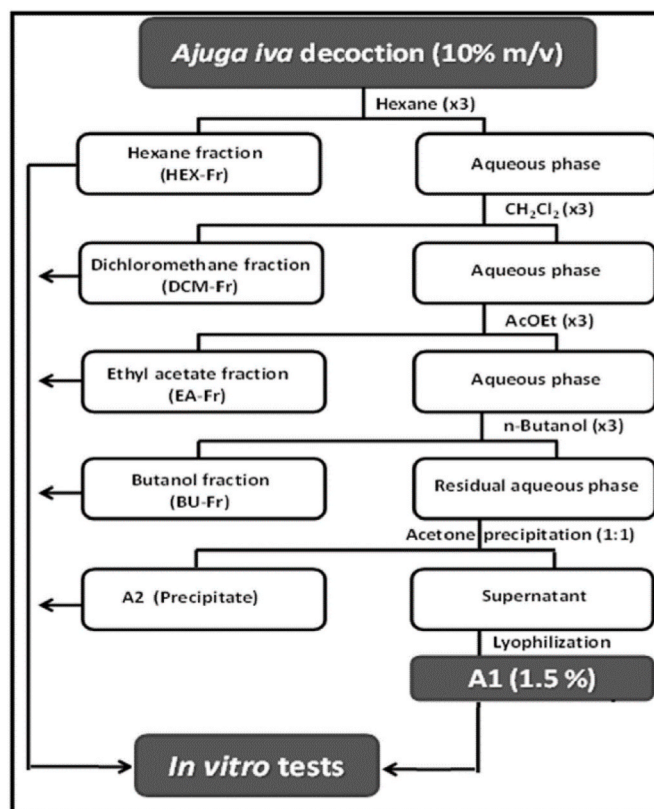 Ajuga iva decoction (10% m/v)
Hexane (x3)
Hexane fraction
(HEX-Fr)
Aqueous phase
CH₂Cl₂ (x3)
Dichloromethane fraction
(DCM-Fr)
Aqueous phase
AcOEt (x3)
Ethyl acetate fraction
(EA-Fr)
Aqueous phase
n-Butanol (x3)
Butanol fraction
(BU-Fr)
Residual aqueous phase
Acetone precipitation (1:1)
A2 (Precipitate)
Supernatant
Lyophilization
A1 (1.5 %)
In vitro tests